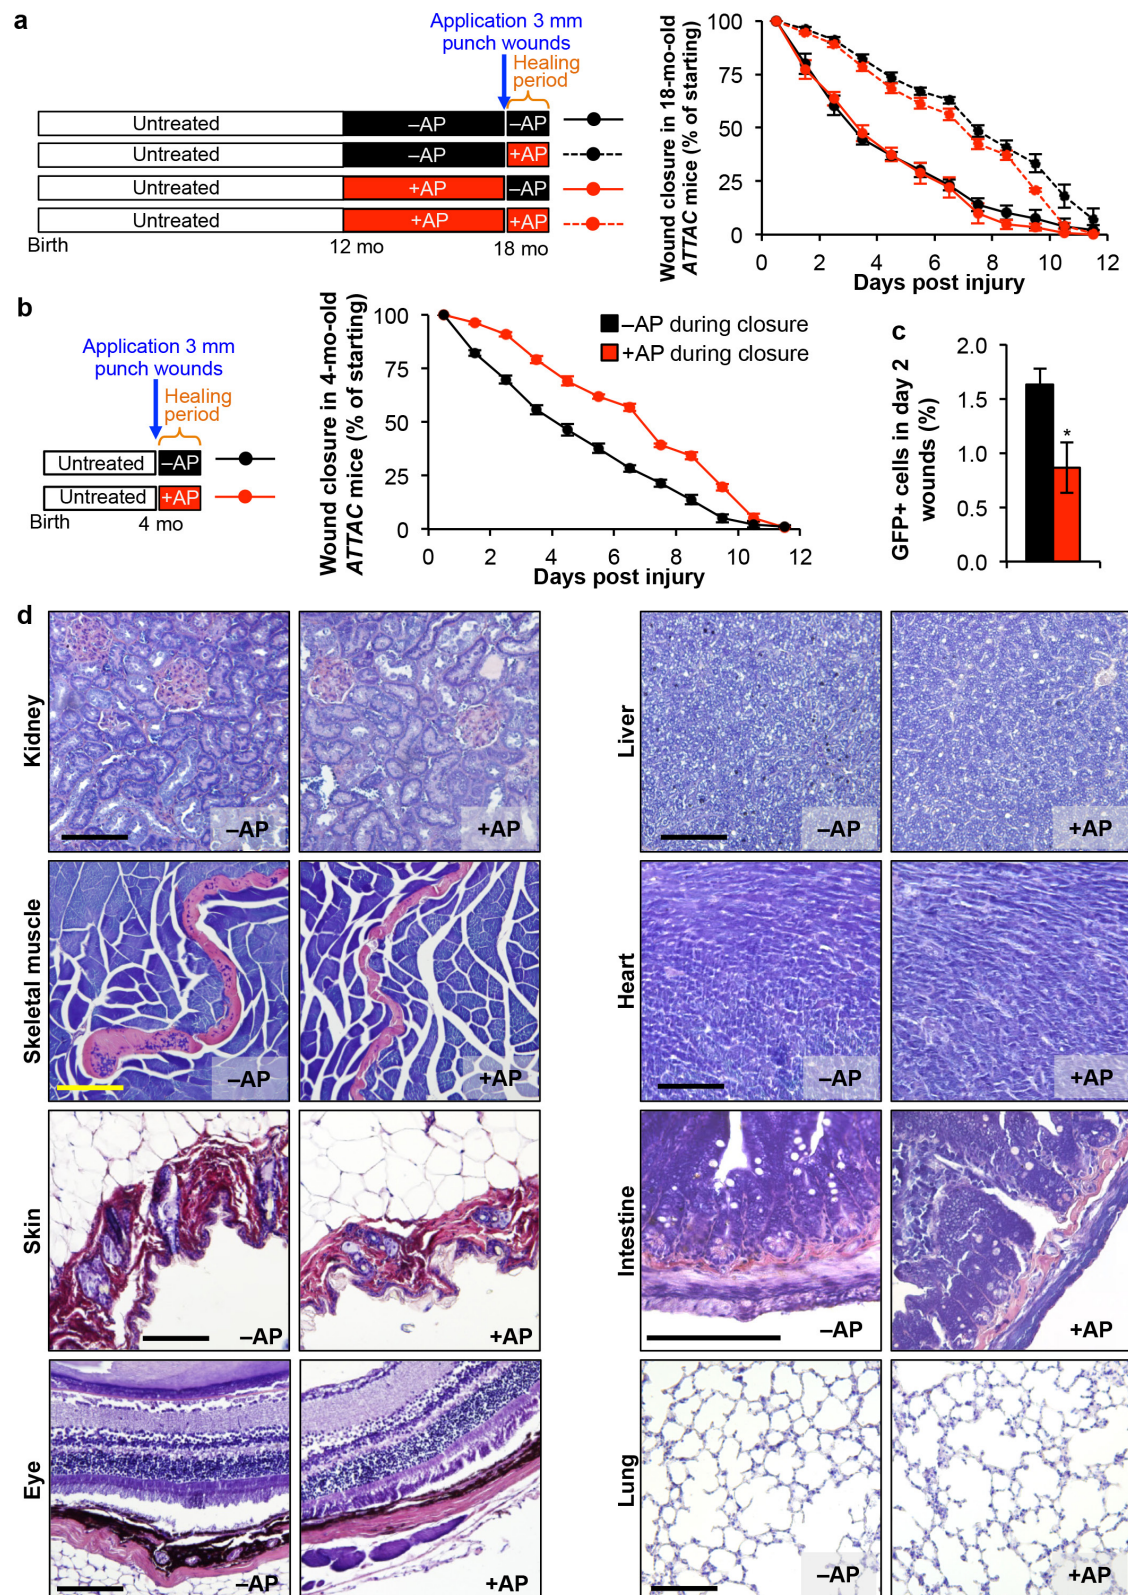 a
Application 3 mm
punch wounds
Healing
period
Untreated –AP –AP
Untreated –AP +AP
Untreated +AP –AP
Untreated +AP +AP
Birth 12 mo 18 mo
Wound closure in 18-mo-old
ATTAC mice (% of starting)
100
75
50
25
0
0 2 4 6 8 10 12
Days post injury
b
Application 3 mm
punch wounds
Healing
period
Untreated –AP
Untreated +AP
Birth 4 mo
Wound closure in 4-mo-old
ATTAC mice (% of starting)
100
75
50
25
0
0 2 4 6 8 10 12
Days post injury
–AP during closure
+AP during closure
c
GFP+ cells in day 2
wounds (%)
2.0
1.5
1.0
0.5
0.0
*
d
Kidney
–AP
+AP
Liver
–AP
+AP
Skeletal muscle
–AP
+AP
Heart
–AP
+AP
Skin
–AP
+AP
Intestine
–AP
+AP
Eye
–AP
+AP
Lung
–AP
+AP